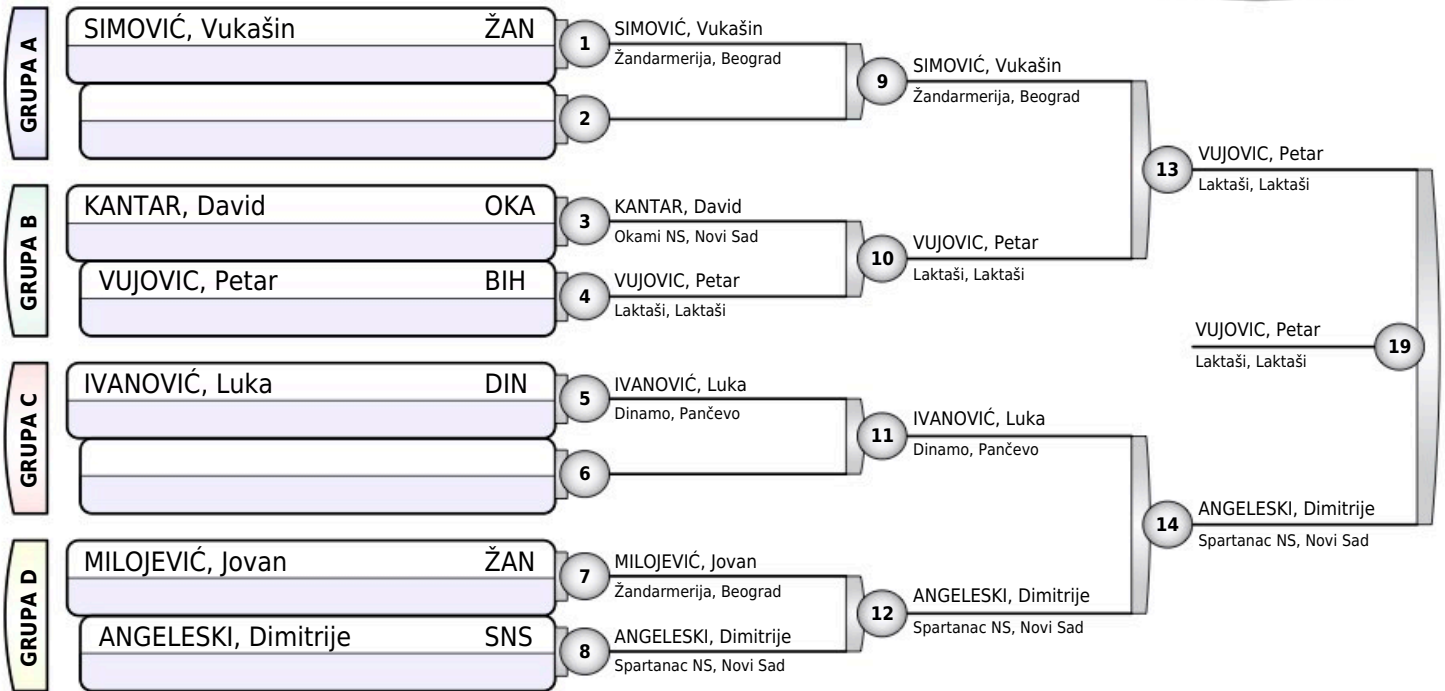 GRUPA A
SIMOVIĆ, Vukašin ŽAN
1
SIMOVIĆ, Vukašin
Žandarmerija, Beograd
2
9
SIMOVIĆ, Vukašin
Žandarmerija, Beograd
GRUPA B
KANTAR, David OKA
3
KANTAR, David
Okami NS, Novi Sad
VUJOVIC, Petar BIH
4
VUJOVIC, Petar
Laktaši, Laktaši
10
VUJOVIC, Petar
Laktaši, Laktaši
13
VUJOVIC, Petar
Laktaši, Laktaši
GRUPA C
IVANOVIĆ, Luka DIN
5
IVANOVIĆ, Luka
Dinamo, Pančevo
6
11
IVANOVIĆ, Luka
Dinamo, Pančevo
GRUPA D
MILOJEVIĆ, Jovan ŽAN
7
MILOJEVIĆ, Jovan
Žandarmerija, Beograd
ANGELESKI, Dimitrije SNS
8
ANGELESKI, Dimitrije
Spartanac NS, Novi Sad
12
ANGELESKI, Dimitrije
Spartanac NS, Novi Sad
14
ANGELESKI, Dimitrije
Spartanac NS, Novi Sad
VUJOVIC, Petar
Laktaši, Laktaši
19